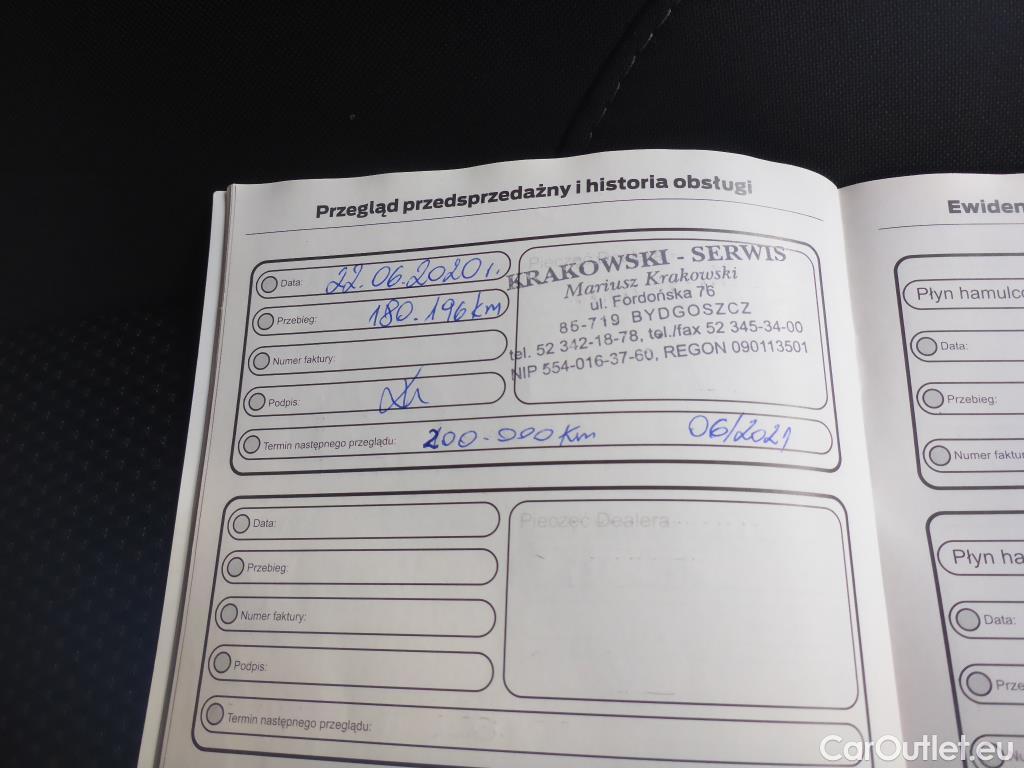 Przegląd przedsprzedażny i historia obsługi
Data: 22.06.2020 r.
Przebieg: 180.196 km
Numer faktury:
Podpis:
KRAKOWSKI - SERWIS
Mariusz Krakowski
ul. Fordońska 76
85-719 BYDGOSZCZ
tel. 52 342-18-78, tel./fax 52 345-34-00
NIP 554-016-37-60, REGON 090113501
Termin następnego przeglądu: 200.000 Km 06/2021
Data:
Przebieg:
Numer faktury:
Podpis:
Pieczęć Dealera
Termin następnego przeglądu:
Ewiden
Płyn hamulco
Data:
Przebieg:
Numer faktu
Płyn ha
Data:
Prze
Nu
CarOutlet.eu